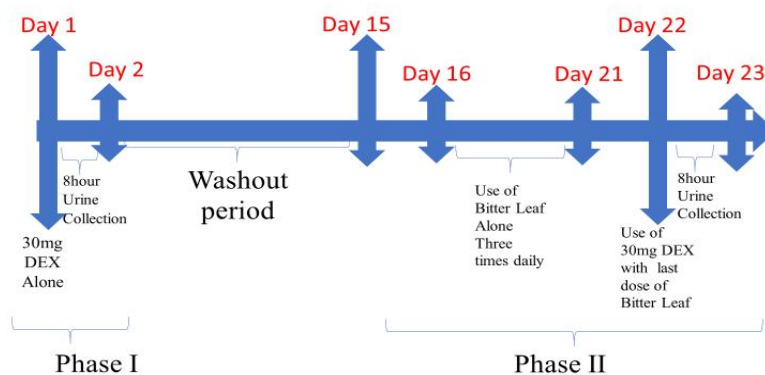 Day 1
Day 2
Day 15
Day 16
Day 21
Day 22
Day 23
8hour
Urine
Collection
Washout
period
Use of
Bitter Leaf
Alone
Three
times daily
8hour
Urine
Collection
30mg
DEX
Alone
Use of
30mg DEX
with last
dose of
Bitter Leaf
Phase I
Phase II